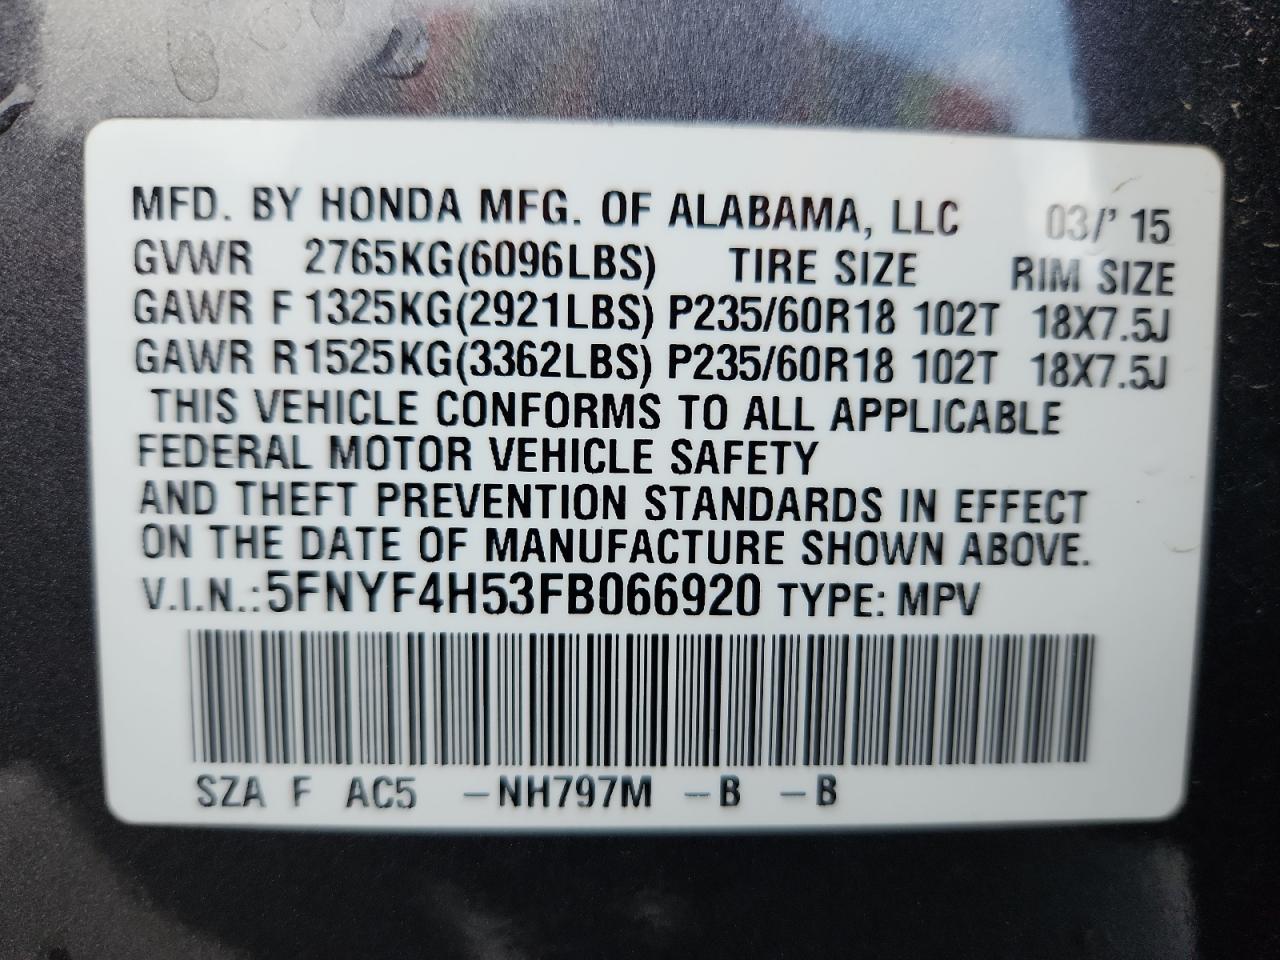 MFD. BY HONDA MFG. OF ALABAMA, LLC 03/' 15
GVWR 2765KG(6096LBS) TIRE SIZE RIM SIZE
GAWR F 1325KG(2921LBS) P235/60R18 102T 18X7.5J
GAWR R1525KG(3362LBS) P235/60R18 102T 18X7.5J
THIS VEHICLE CONFORMS TO ALL APPLICABLE
FEDERAL MOTOR VEHICLE SAFETY
AND THEFT PREVENTION STANDARDS IN EFFECT
ON THE DATE OF MANUFACTURE SHOWN ABOVE.
V.I.N.:5FNYF4H53FB066920 TYPE: MPV
SZA F AC5 -NH797M -B -B